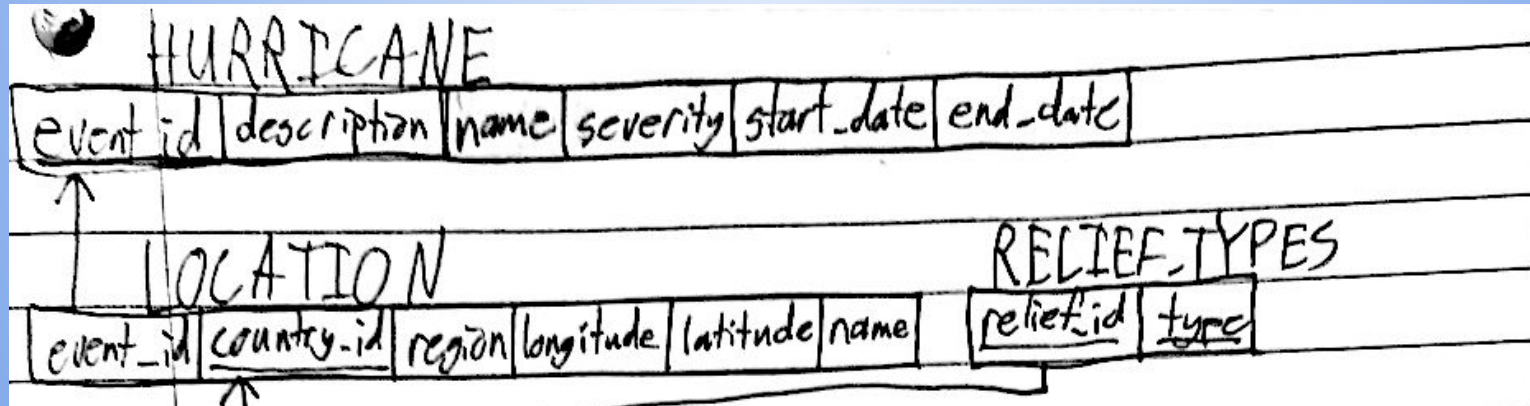 HURRICANE
event_id description name severity start_date end_date
LOCATION
RELIEF_TYPES
event_id country_id region longitude latitude name
relief_id type